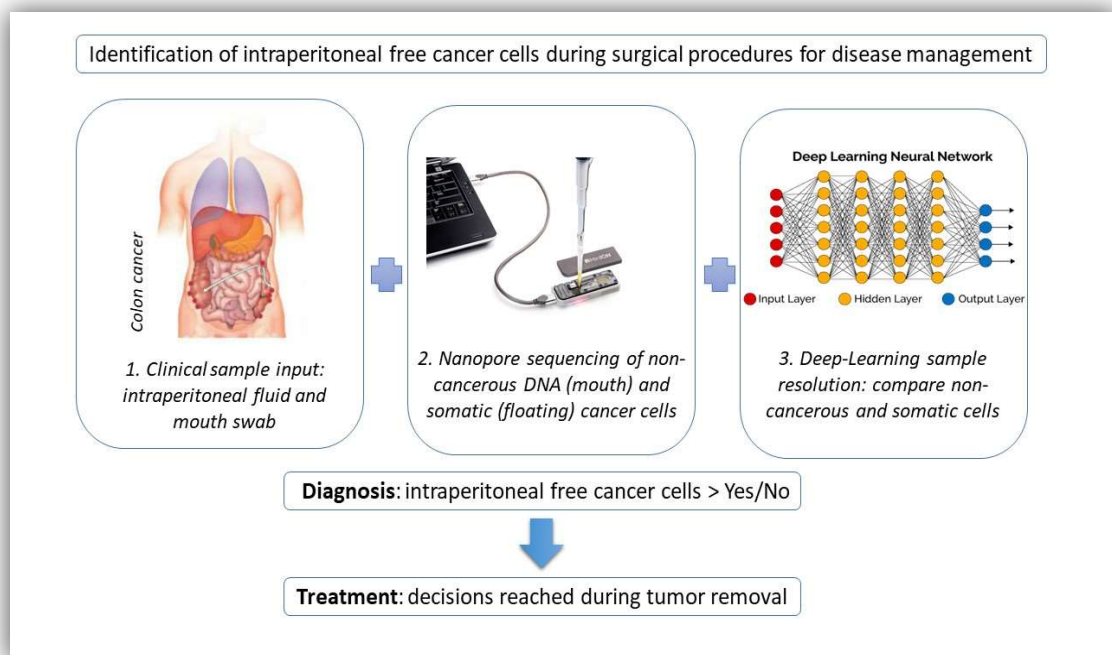 Identification of intraperitoneal free cancer cells during surgical procedures for disease management
Colon cancer
1. Clinical sample input:
intraperitoneal fluid and
mouth swab
2. Nanopore sequencing of non-
cancerous DNA (mouth) and
somatic (floating) cancer cells
Deep Learning Neural Network
Input Layer
Hidden Layer
Output Layer
3. Deep-Learning sample
resolution: compare non-
cancerous and somatic cells
Diagnosis: intraperitoneal free cancer cells > Yes/No
Treatment: decisions reached during tumor removal